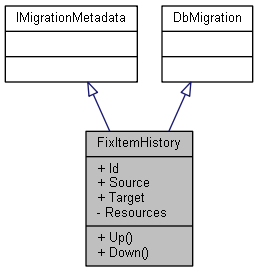 IMigrationMetadata
DbMigration
FixItemHistory
+ Id
+ Source
+ Target
- Resources
+ Up()
+ Down()